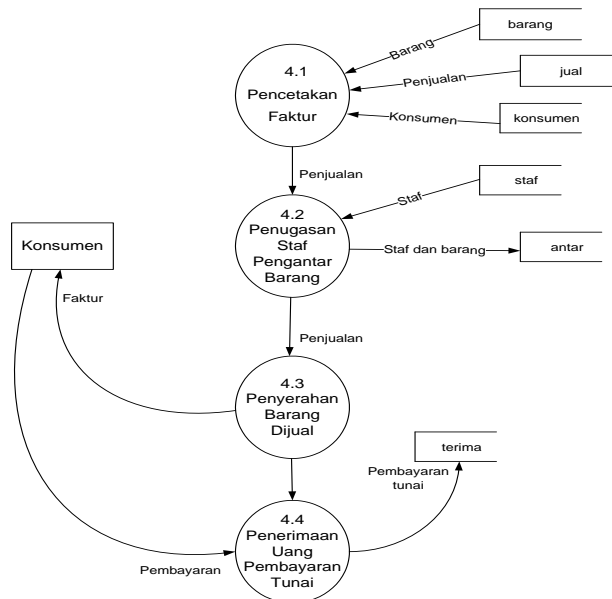 barang
Barang
4.1
Pencetakan
Faktur
Penjualan
jual
Konsumen
konsumen
Penjualan
staf
Staf
4.2
Penugasan
Staf
Pengantar
Barang
Staf dan barang
antar
Konsumen
Faktur
Penjualan
4.3
Penyerahan
Barang
Dijual
terima
Pembayaran
tunai
4.4
Penerimaan
Uang
Pembayaran
Tunai
Pembayaran